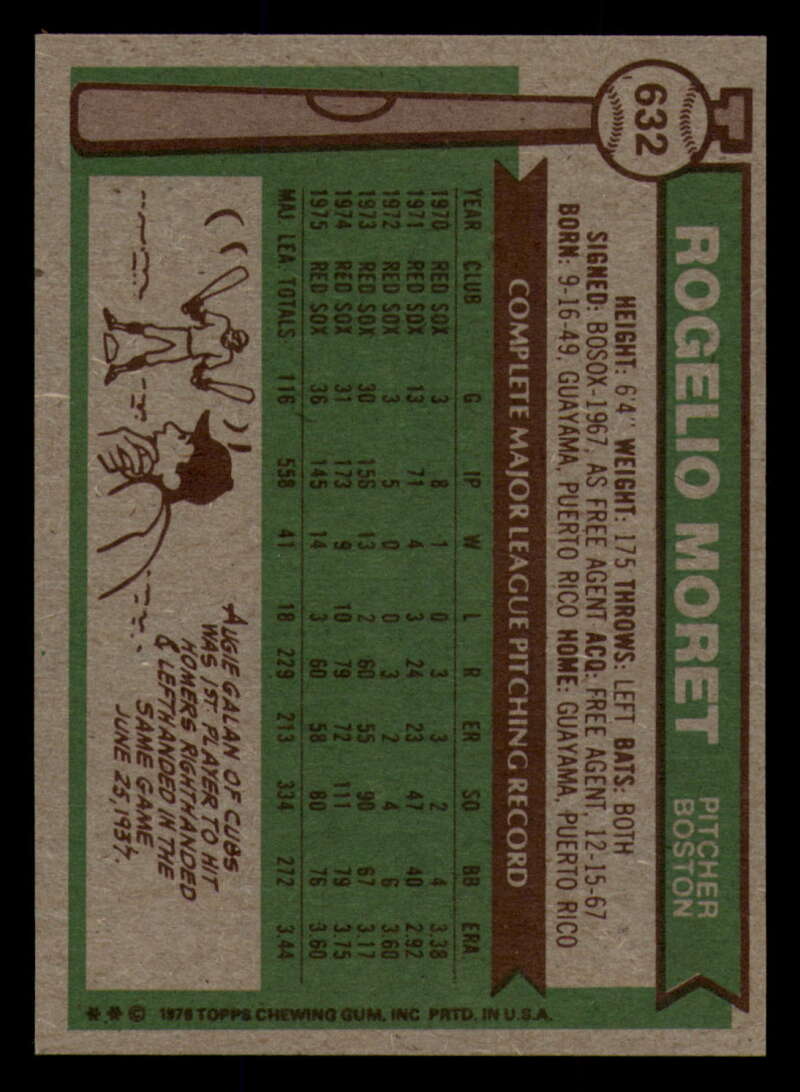 632
ROGELIO MORET
PITCHER
BOSTON
HEIGHT: 6'4" WEIGHT: 175 THROWS: LEFT BATS: BOTH
SIGNED: BOSOX-1967, AS FREE AGENT ACQ: FREE AGENT, 12-15-67
BORN: 9-16-49, GUAYAMA, PUERTO RICO HOME: GUAYAMA, PUERTO RICO
COMPLETE MAJOR LEAGUE PITCHING RECORD
YEAR CLUB G IP W L R ER SO BB ERA
1970 RED SOX 3 8 1 0 3 3 2 4 3.38
1971 RED SOX 13 71 4 3 24 23 47 40 2.92
1972 RED SOX 3 5 0 0 3 2 4 6 3.60
1973 RED SOX 30 156 13 2 60 55 90 67 3.17
1974 RED SOX 31 173 9 10 79 72 111 79 3.75
1975 RED SOX 36 145 14 3 60 58 80 76 3.60
MAJ. LEA. TOTALS 116 558 41 18 229 213 334 272 3.44
AUGIE GALAN OF CUBS
WAS 1ST. PLAYER TO HIT
HOMERS RIGHTHANDED
& LEFTHANDED IN THE
SAME GAME
JUNE 25, 1937.
* * © 1976 TOPPS CHEWING GUM, INC PRTD. IN U.S.A.